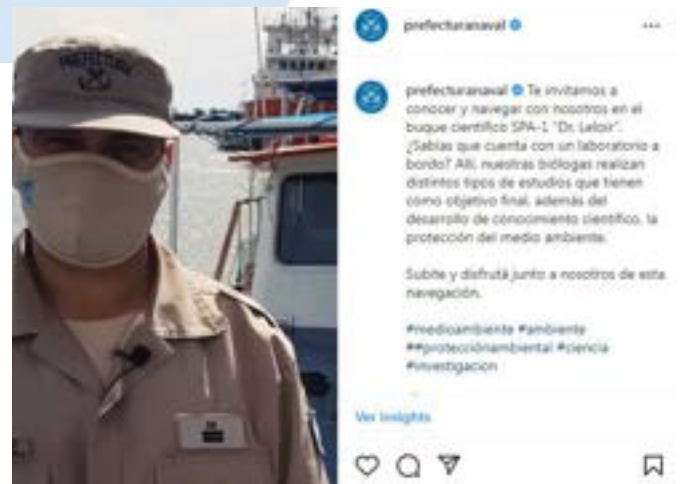 PREFECTURA
prefecturanaval
prefecturanaval Te invitamos a
conocer y navegar con nosotros en el
buque científico SPA-1 "Dr. Leloir".
¿Sabías que cuenta con un laboratorio a
bordo? Allí, nuestras biólogas realizan
distintos tipos de estudios que tienen
como objetivo final, además del
desarrollo de conocimiento científico, la
protección del medio ambiente.
Subite y disfrutá junto a nosotros de esta
navegación.
#medioambiente #ambiente
##protecciónambiental #ciencia
#investigacion
Ver Insights